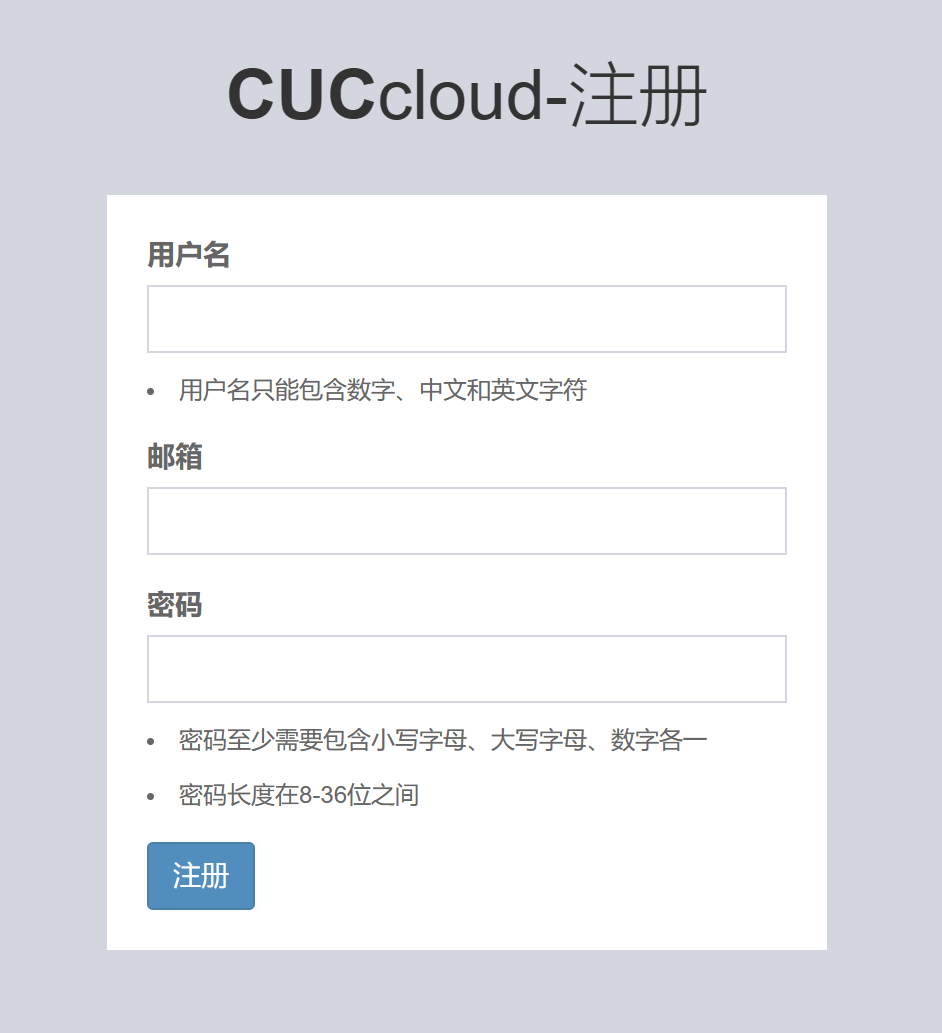 CUCcloud-注册
用户名
• 用户名只能包含数字、中文和英文字符
邮箱
密码
• 密码至少需要包含小写字母、大写字母、数字各一
• 密码长度在8-36位之间
注册